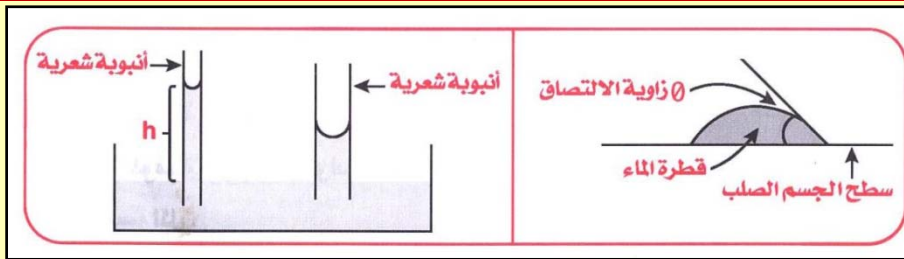 زاوية الالتصاق θ
قطرة الماء
سطح الجسم الصلب
أنبوبة شعرية
أنبوبة شعرية
h